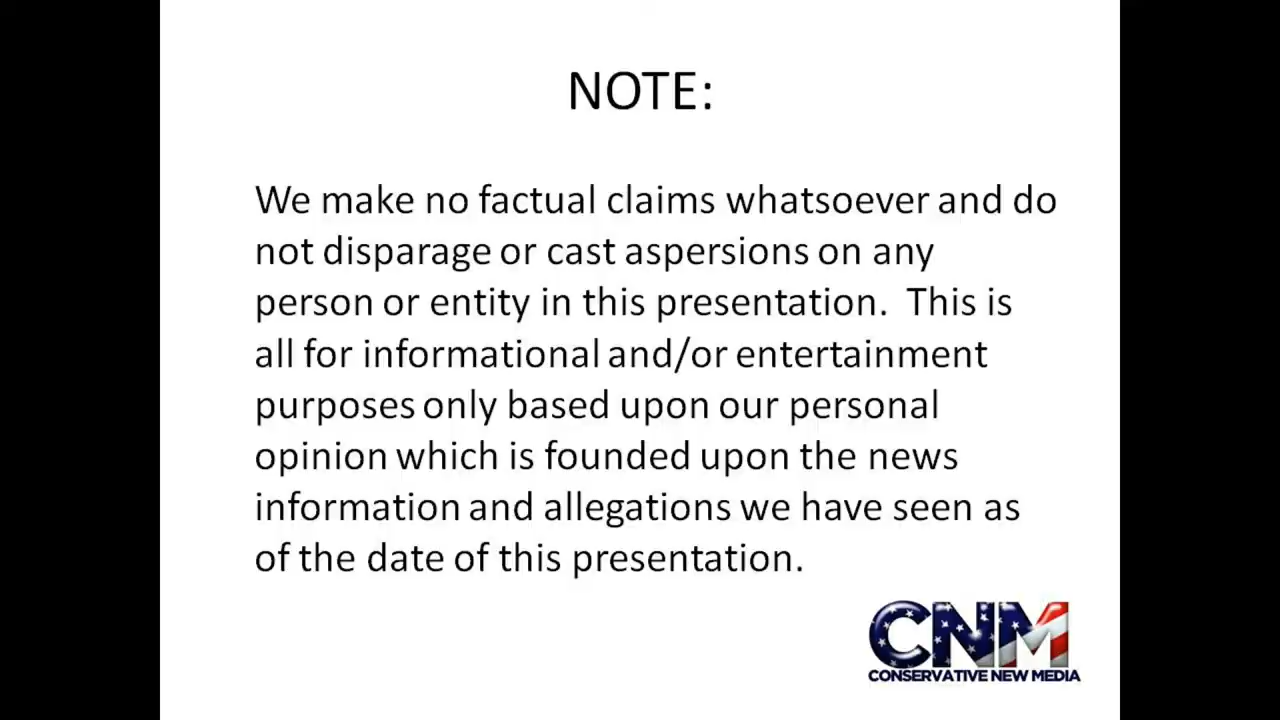 NOTE:
We make no factual claims whatsoever and do
not disparage or cast aspersions on any
person or entity in this presentation.  This is
all for informational and/or entertainment
purposes only based upon our personal
opinion which is founded upon the news
information and allegations we have seen as
of the date of this presentation.
CNM
CONSERVATIVE NEW MEDIA